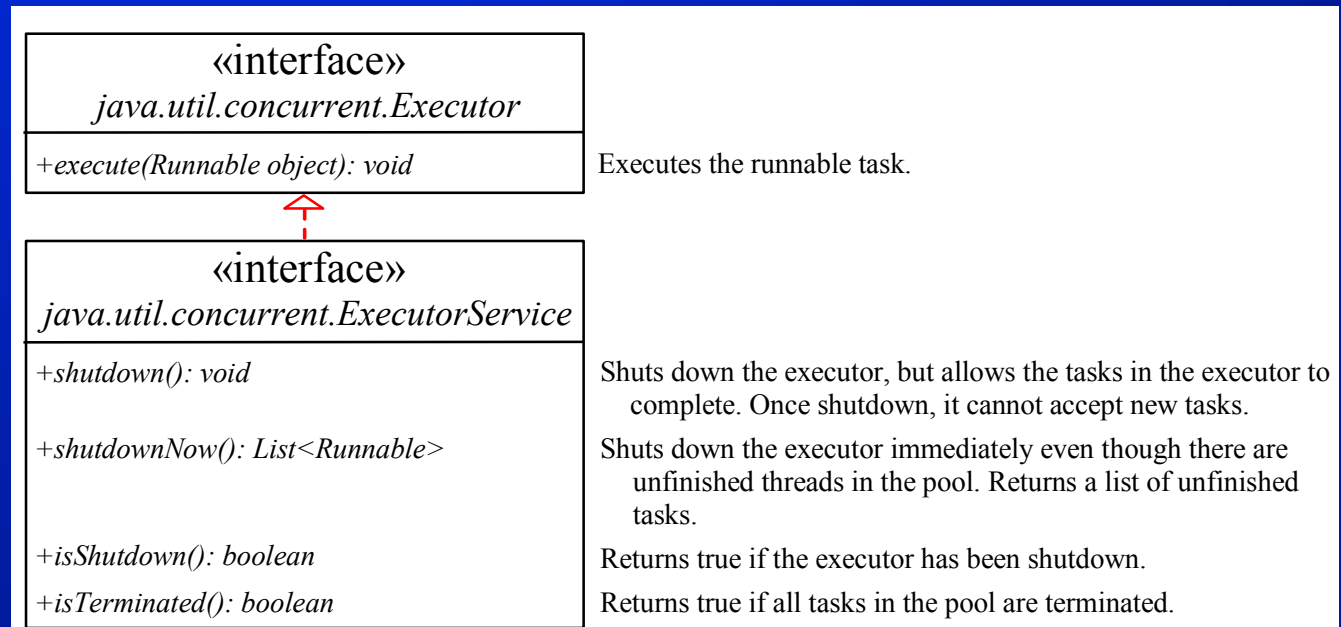 «interface»
java.util.concurrent.Executor
+execute(Runnable object): void
Executes the runnable task.
«interface»
java.util.concurrent.ExecutorService
+shutdown(): void
Shuts down the executor, but allows the tasks in the executor to
complete. Once shutdown, it cannot accept new tasks.
+shutdownNow(): List<Runnable>
Shuts down the executor immediately even though there are
unfinished threads in the pool. Returns a list of unfinished
tasks.
+isShutdown(): boolean
Returns true if the executor has been shutdown.
+isTerminated(): boolean
Returns true if all tasks in the pool are terminated.